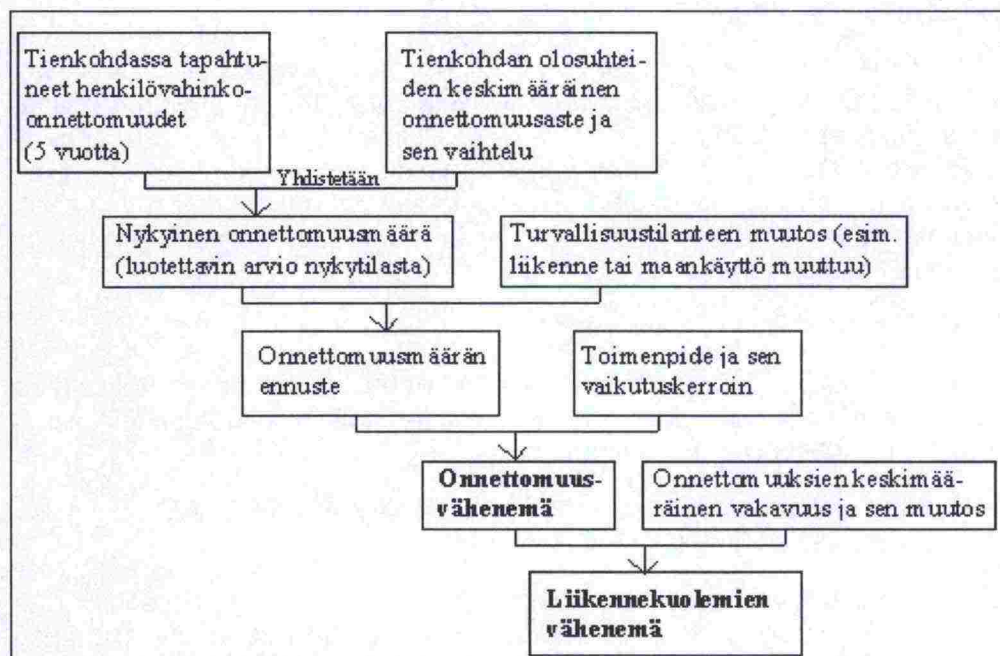 Tienkohdassa tapahtu-
neet henkilövahinko-
onnettomuudet
(5 vuotta)
Tienkohdan olosuhtei-
den keskimääräinen
onnettomuusaste ja
sen vaihtelu
Yhdistetään
Nykyinen onnettomuusmäärä
(luotettavin arvio nykytilasta)
Turvallisuustilanteen muutos (esim.
liikenne tai maankäyttö muuttuu)
Onnettomuusmäärän
ennuste
Toimenpide ja sen
vaikutuskerroin
Onnettomuus-
vähenemä
Onnettomuuksien keskimää-
räinen vakavuus ja sen muutos
Liikennekuolemien
vähenemä